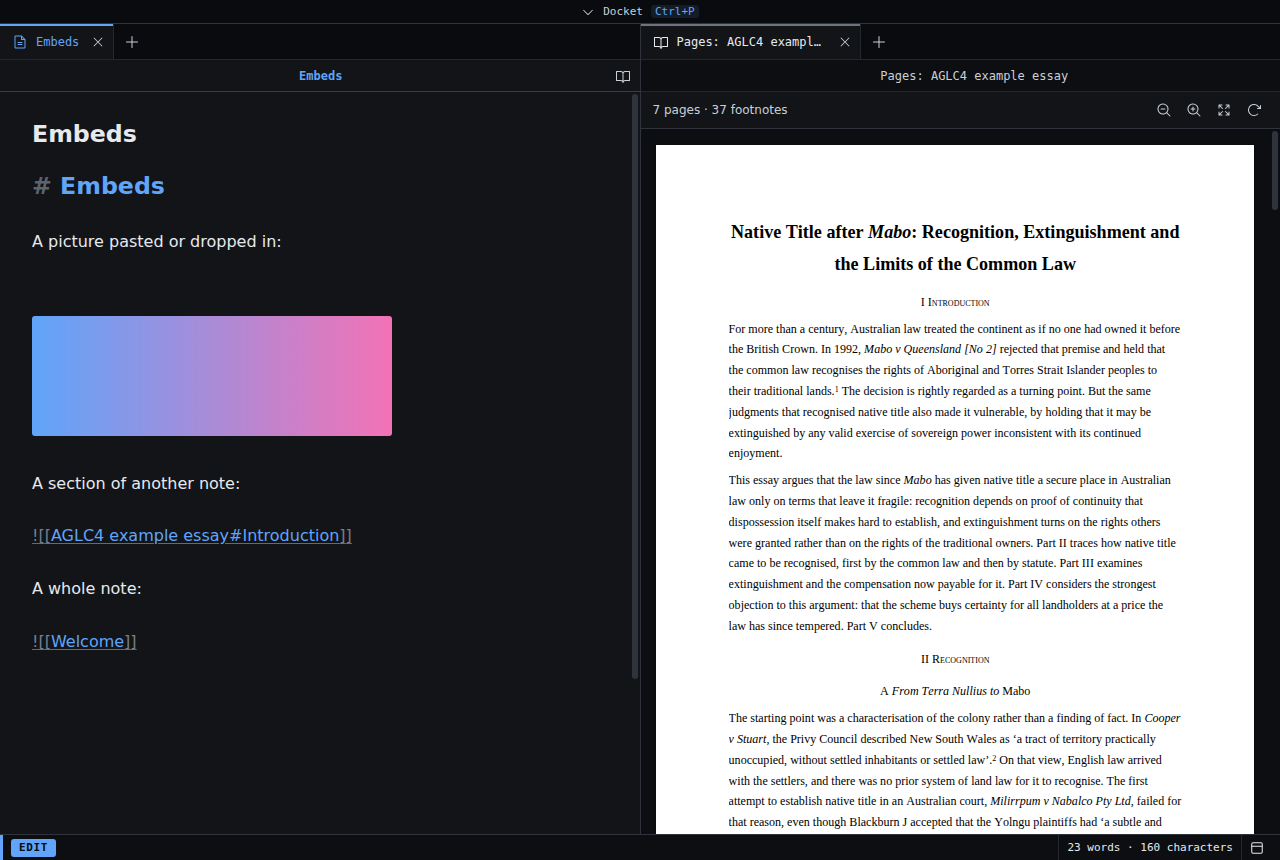 Docket Ctrl+P
Embeds
Pages: AGLC4 exampl…
Embeds
Pages: AGLC4 example essay
Embeds
# Embeds
A picture pasted or dropped in:
A section of another note:
![[AGLC4 example essay#Introduction]]
A whole note:
![[Welcome]]
7 pages · 37 footnotes
Native Title after Mabo: Recognition, Extinguishment and
the Limits of the Common Law
I Introduction
For more than a century, Australian law treated the continent as if no one had owned it before
the British Crown. In 1992, Mabo v Queensland [No 2] rejected that premise and held that
the common law recognises the rights of Aboriginal and Torres Strait Islander peoples to
their traditional lands.1 The decision is rightly regarded as a turning point. But the same
judgments that recognised native title also made it vulnerable, by holding that it may be
extinguished by any valid exercise of sovereign power inconsistent with its continued
enjoyment.
This essay argues that the law since Mabo has given native title a secure place in Australian
law only on terms that leave it fragile: recognition depends on proof of continuity that
dispossession itself makes hard to establish, and extinguishment turns on the rights others
were granted rather than on the rights of the traditional owners. Part II traces how native title
came to be recognised, first by the common law and then by statute. Part III examines
extinguishment and the compensation now payable for it. Part IV considers the strongest
objection to this argument: that the scheme buys certainty for all landholders at a price the
law has since tempered. Part V concludes.
II Recognition
A From Terra Nullius to Mabo
The starting point was a characterisation of the colony rather than a finding of fact. In Cooper
v Stuart, the Privy Council described New South Wales as ‘a tract of territory practically
unoccupied, without settled inhabitants or settled law’.2 On that view, English law arrived
with the settlers, and there was no prior system of land law for it to recognise. The first
attempt to establish native title in an Australian court, Milirrpum v Nabalco Pty Ltd, failed for
that reason, even though Blackburn J accepted that the Yolngu plaintiffs had ‘a subtle and
EDIT
23 words · 160 characters